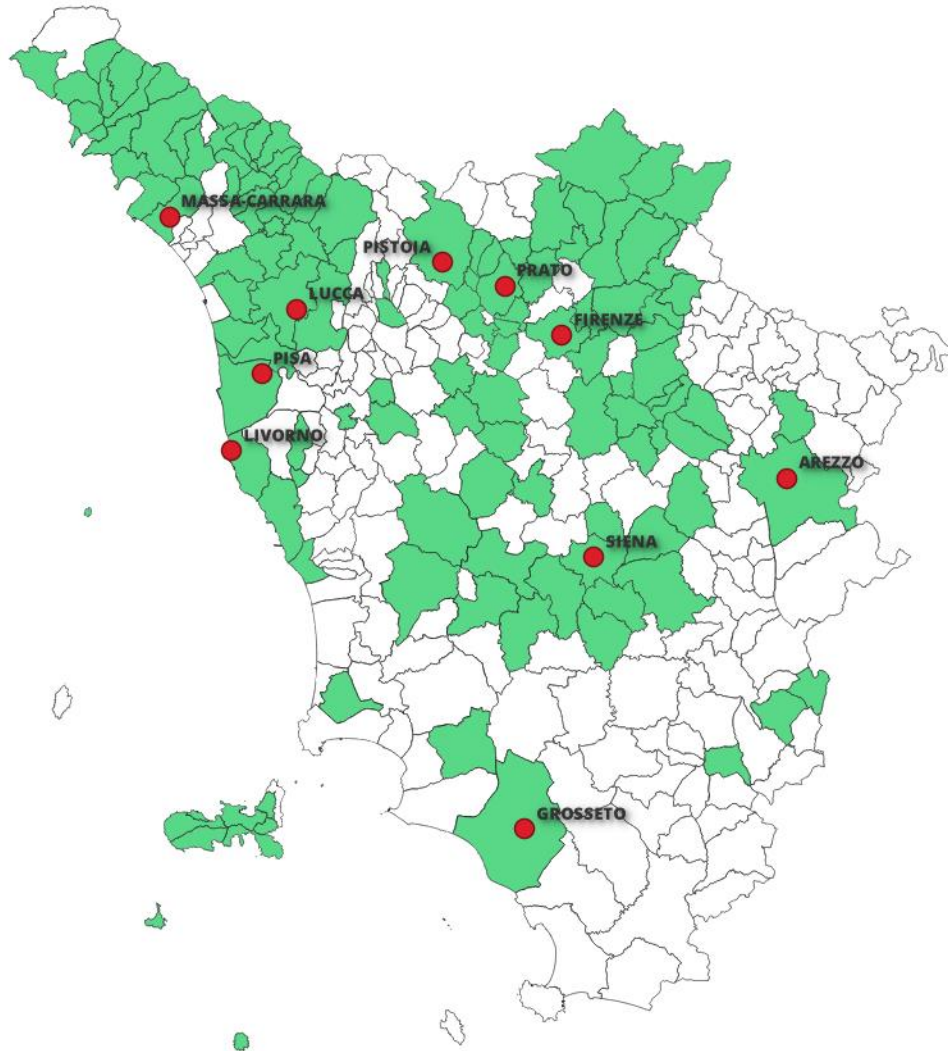 MASSA-CARRARA
PISTOIA
PRATO
LUCCA
FIRENZE
PISA
LIVORNO
AREZZO
SIENA
GROSSETO